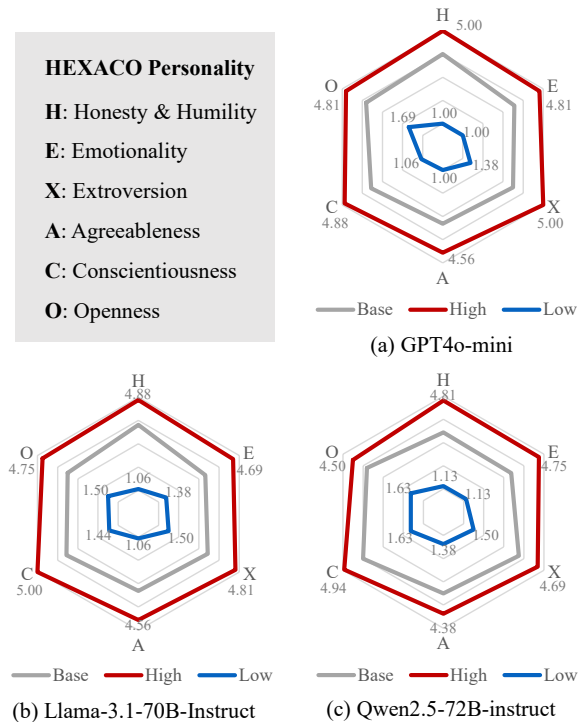 HEXACO Personality
H: Honesty & Humility
E: Emotionality
X: Extroversion
A: Agreeableness
C: Conscientiousness
O: Openness
H
5.00
O
4.81
E
4.81
1.00
1.69
1.00
1.06
1.38
1.00
C
4.88
X
5.00
4.56
A
Base High Low
(a) GPT4o-mini
H
4.88
O
4.75
E
4.69
1.06
1.50
1.38
1.44
1.50
1.06
C
5.00
X
4.81
4.56
A
Base High Low
(b) Llama-3.1-70B-Instruct
H
4.81
O
4.50
E
4.75
1.13
1.63
1.13
1.63
1.50
1.38
C
4.94
X
4.69
4.38
A
Base High Low
(c) Qwen2.5-72B-instruct